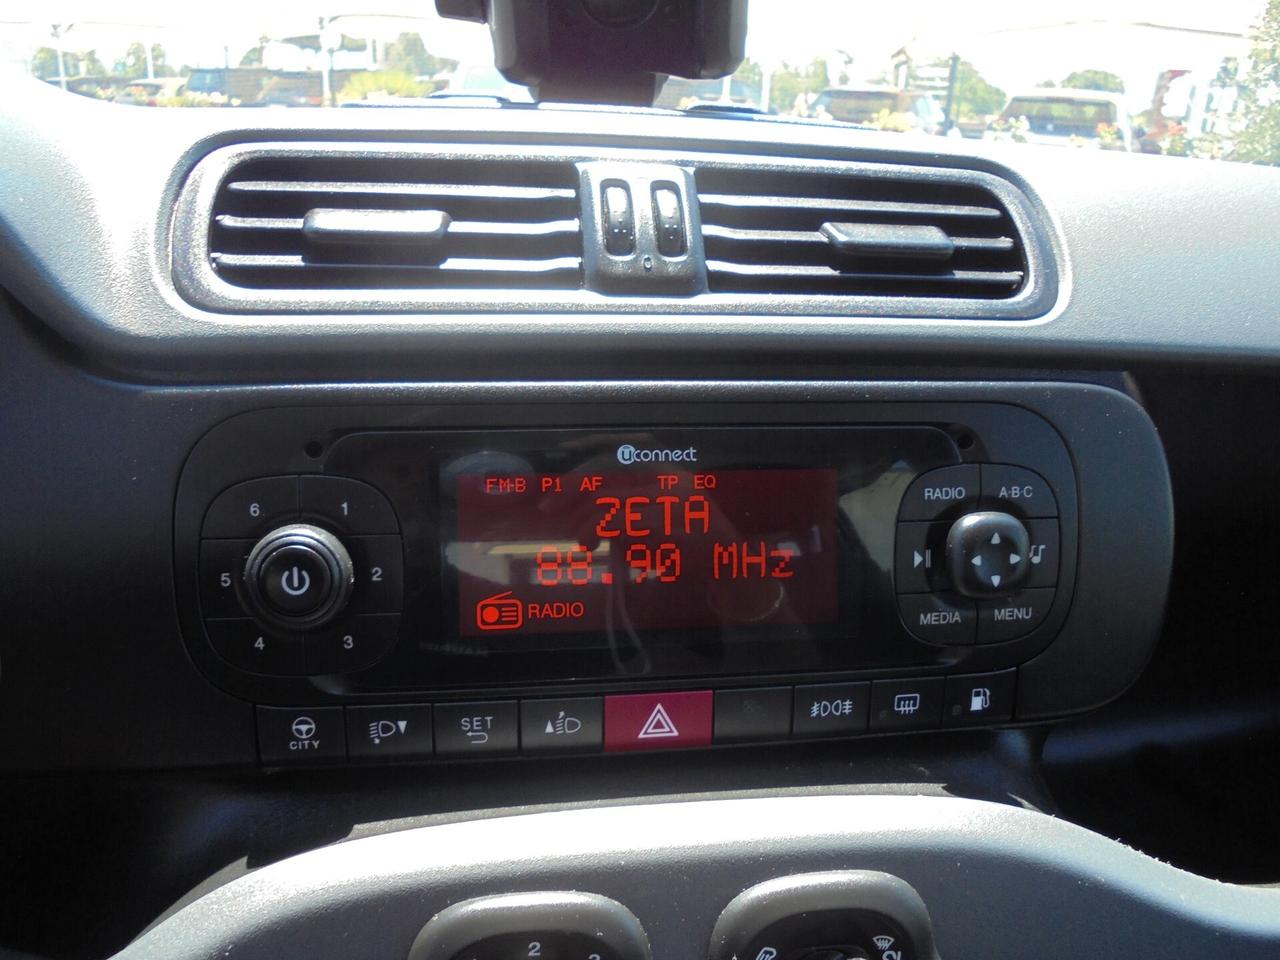 uconnect
FM-B P1 AF TP EQ
ZETA
88.90 MHz
RADIO
6 1
5 2
4 3
RADIO A·B·C
MEDIA MENU
CITY
SET
2